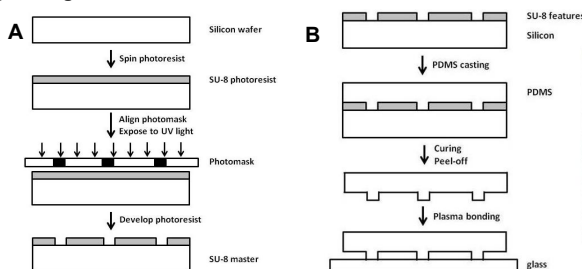 A
Silicon wafer
Spin photoresist
SU-8 photoresist
Align photomask
Expose to UV light
Photomask
Develop photoresist
SU-8 master
B
SU-8 features
Silicon
PDMS casting
PDMS
Curing
Peel-off
Plasma bonding
glass